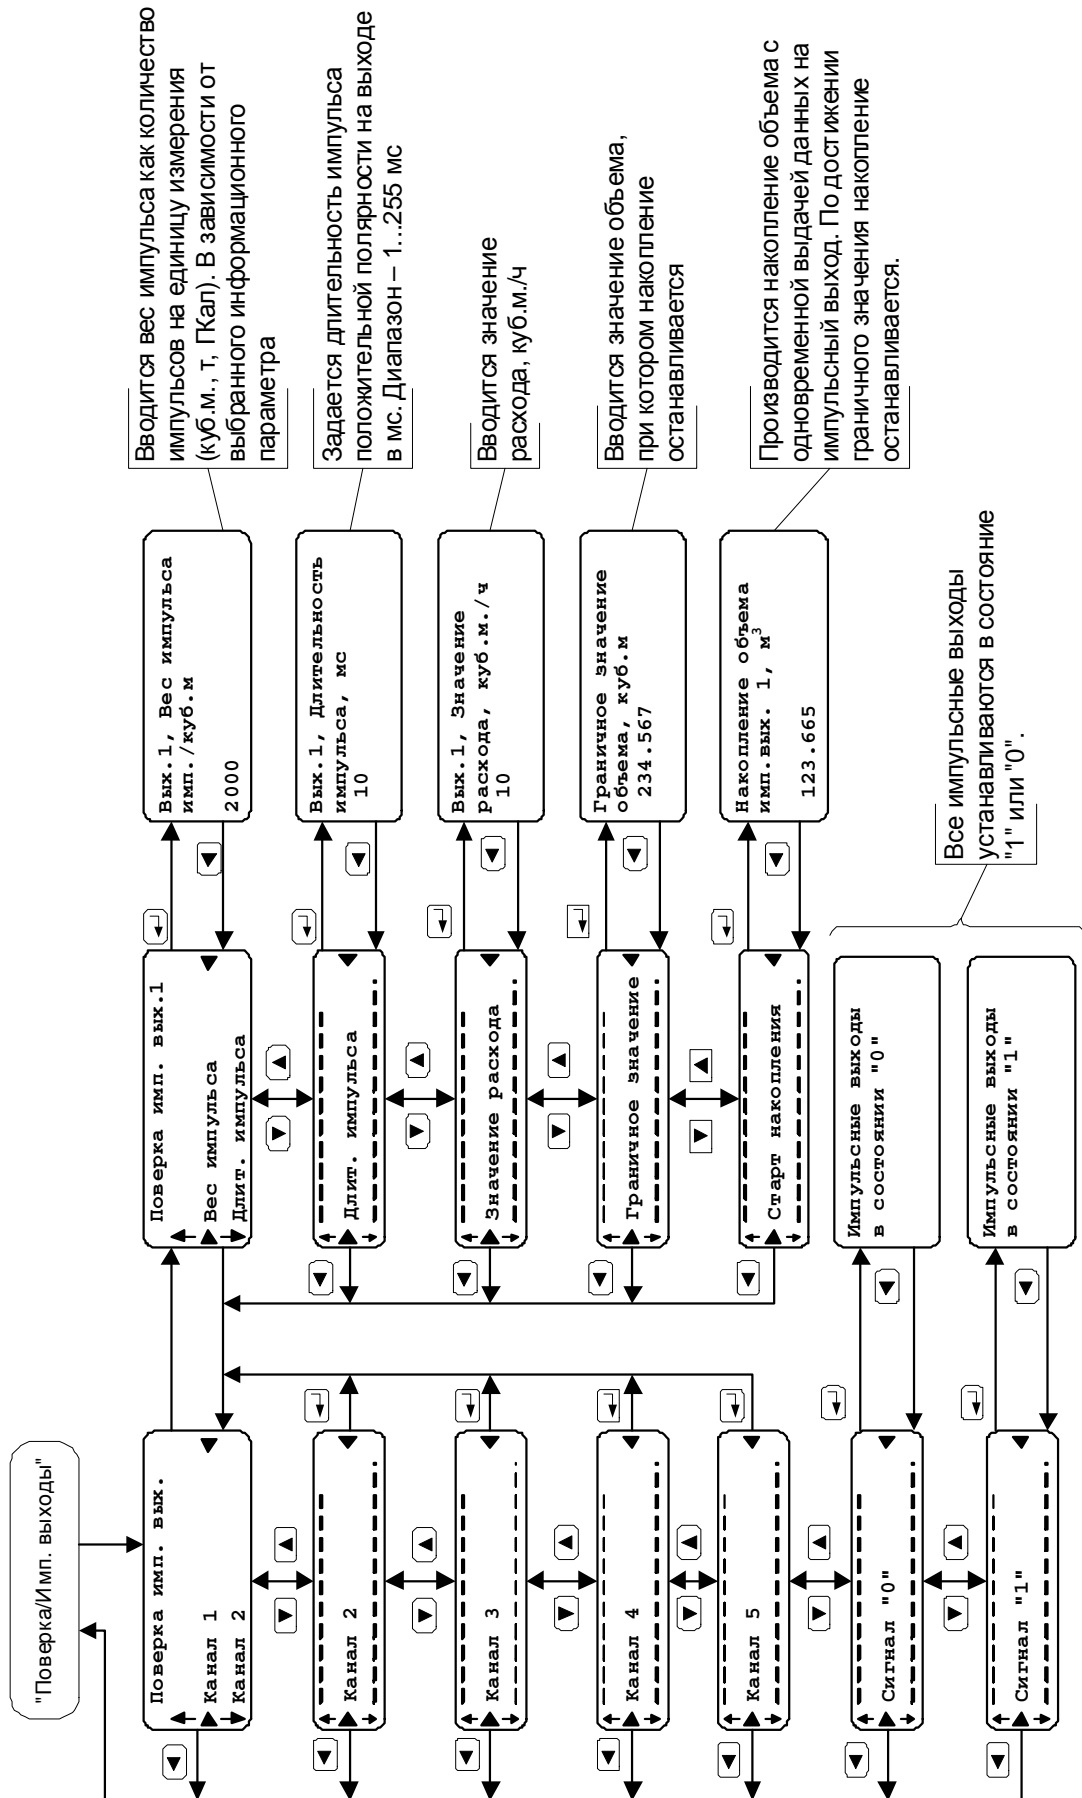 "Поверка/Имп. выходы"
Поверка имп. вых.
Канал 1
Канал 2
Канал 2
Канал 3
Канал 4
Канал 5
Сигнал "0"
Сигнал "1"
Поверка имп. вых.1
Вес импульса
Длит. импульса
Длит. импульса
Значение расхода
Граничное значение
Старт накопления
Импульсные выходы
в состоянии "0"
Импульсные выходы
в состоянии "1"
Вых.1, Вес импульса
имп./куб.м
2000
Вых.1, Длительность
импульса, мс
10
Вых.1, Значение
расхода, куб.м./ч
10
Граничное значение
объема, куб.м
234.567
Накопление объема
имп.вых. 1, м³
123.665
Вводится вес импульса как количество
импульсов на единицу измерения
(куб.м., т, ГКал). В зависимости от
выбранного информационного
параметра
Задается длительность импульса
положительной полярности на выходе
в мс. Диапазон – 1...255 мс
Вводится значение
расхода, куб.м./ч
Вводится значение объема,
при котором накопление
останавливается
Производится накопление объема с
одновременной выдачей данных на
импульсный выход. По достижении
граничного значения накопление
останавливается.
Все импульсные выходы
устанавливаются в состояние
"1" или "0".